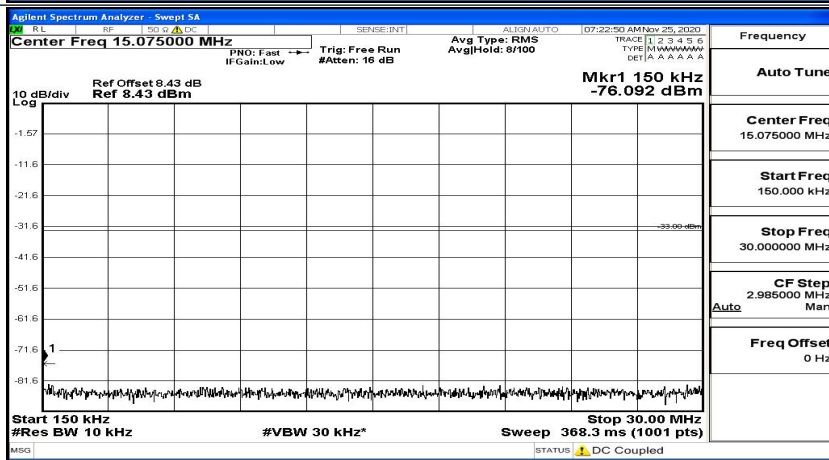 Agilent Spectrum Analyzer - Swept SA
LXI RL RF 50 Ω DC SENSE:INT ALIGN AUTO 07:22:50 AM Nov 25, 2020
Center Freq 15.075000 MHz
PNO: Fast
IFGain:Low
Trig: Free Run
#Atten: 16 dB
Avg Type: RMS
Avg|Hold: 8/100
TRACE 1 2 3 4 5 6
TYPE M WWWWW
DET A A A A A A
Ref Offset 8.43 dB
10 dB/div Ref 8.43 dBm
Log
Mkr1 150 kHz
-76.092 dBm
-1.57
-11.6
-21.6
-31.6
-33.00 dBm
-41.6
-51.6
-61.6
-71.6
1
-81.6
Start 150 kHz Stop 30.00 MHz
#Res BW 10 kHz #VBW 30 kHz* Sweep 368.3 ms (1001 pts)
MSG STATUS DC Coupled
Frequency
Auto Tune
Center Freq
15.075000 MHz
Start Freq
150.000 kHz
Stop Freq
30.000000 MHz
CF Step
2.985000 MHz
Auto Man
Freq Offset
0 Hz